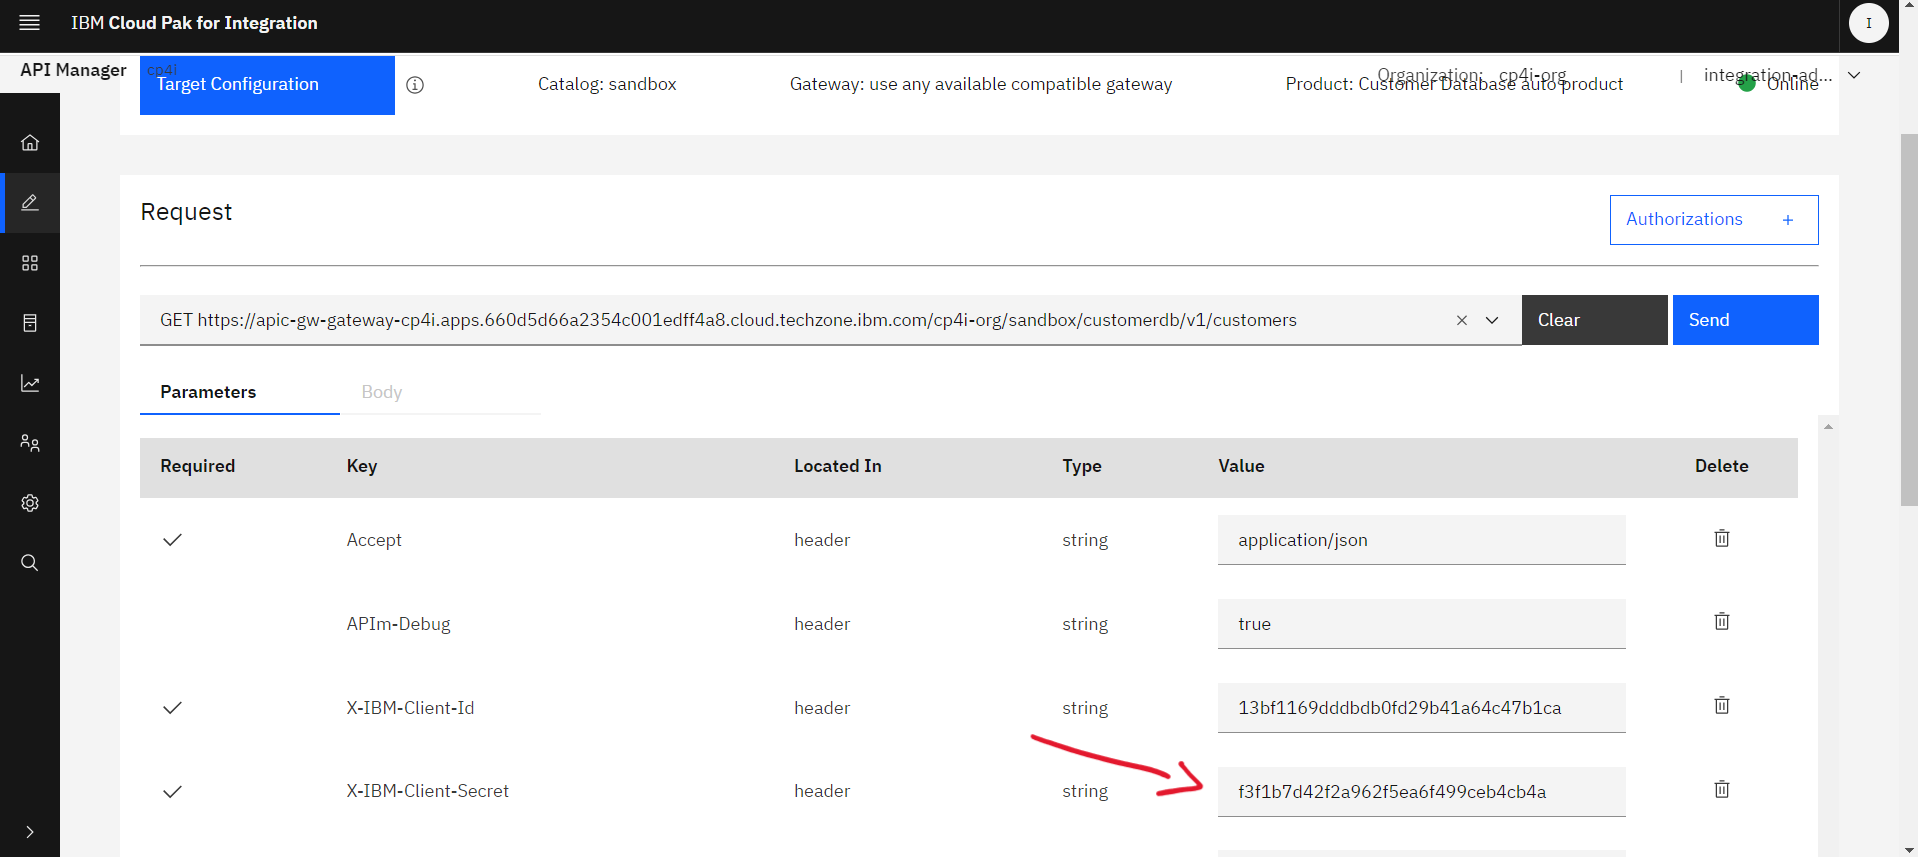 IBM Cloud Pak for Integration
I
API Manager cp4i
Organization: cp4i-org | integration-ad...
Target Configuration
Catalog: sandbox
Gateway: use any available compatible gateway
Product: Customer Database auto product
Online
Request
Authorizations +
GET https://apic-gw-gateway-cp4i.apps.660d5d66a2354c001edff4a8.cloud.techzone.ibm.com/cp4i-org/sandbox/customerdb/v1/customers
Clear
Send
Parameters
Body
Required Key Located In Type Value Delete
Accept header string application/json
APIm-Debug header string true
X-IBM-Client-Id header string 13bf1169dddbdb0fd29b41a64c47b1ca
X-IBM-Client-Secret header string f3f1b7d42f2a962f5ea6f499ceb4cb4a